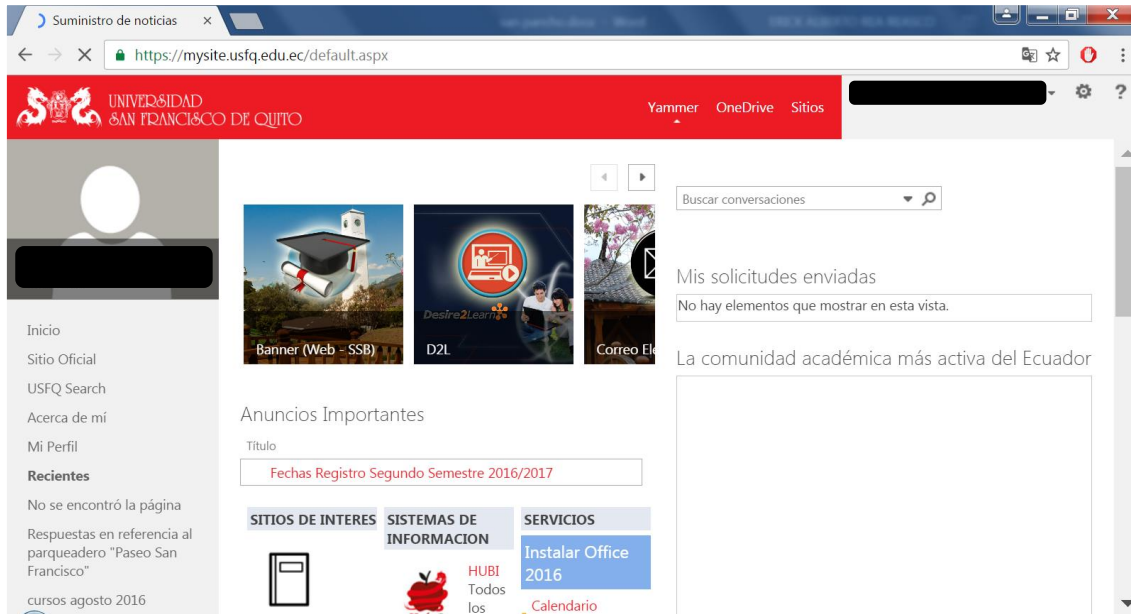 Suministro de noticias
https://mysite.usfq.edu.ec/default.aspx
UNIVERSIDAD
SAN FRANCISCO DE QUITO
Yammer OneDrive Sitios
Buscar conversaciones
Banner (Web - SSB)
Desire2Learn
D2L
Correo Ele
Mis solicitudes enviadas
No hay elementos que mostrar en esta vista.
La comunidad académica más activa del Ecuador
Inicio
Sitio Oficial
USFQ Search
Acerca de mí
Mi Perfil
Recientes
No se encontró la página
Respuestas en referencia al
parqueadero "Paseo San
Francisco"
cursos agosto 2016
Anuncios Importantes
Título
Fechas Registro Segundo Semestre 2016/2017
SITIOS DE INTERES
SISTEMAS DE
INFORMACION
HUBI
Todos
los
SERVICIOS
Instalar Office
2016
Calendario